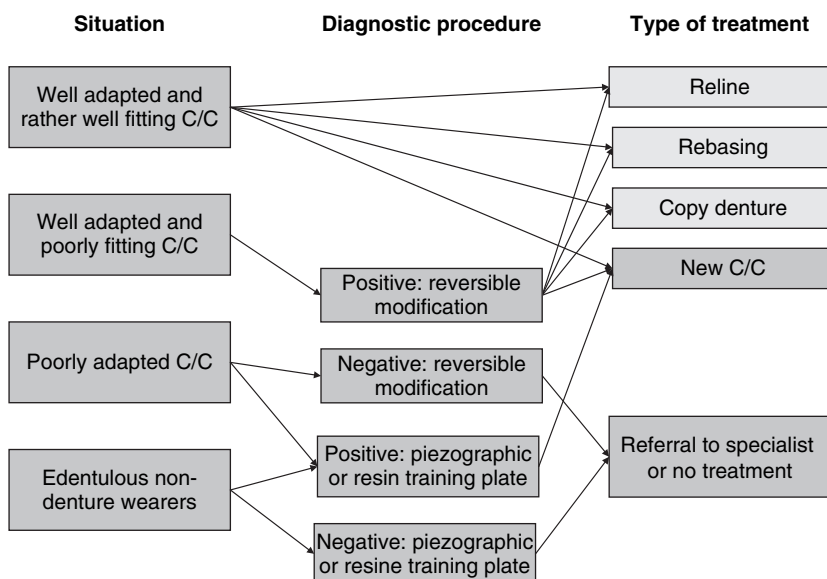 Situation
Diagnostic procedure
Type of treatment
Well adapted and
rather well fitting C/C
Well adapted and
poorly fitting C/C
Poorly adapted C/C
Edentulous non-
denture wearers
Positive: reversible
modification
Negative: reversible
modification
Positive: piezographic
or resin training plate
Negative: piezographic
or resine training plate
Reline
Rebasing
Copy denture
New C/C
Referral to specialist
or no treatment